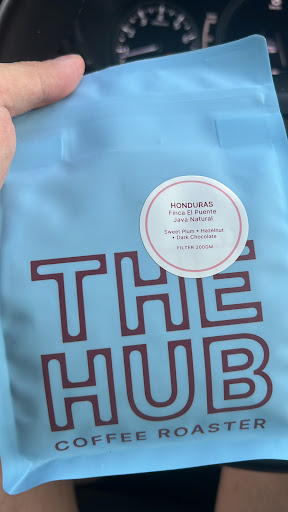 HONDURAS
Finca El Puente
Java Natural
Sweet Plum • Hazelnut
• Dark Chocolate
FILTER 200GM
THE
HUB
COFFEE ROASTER